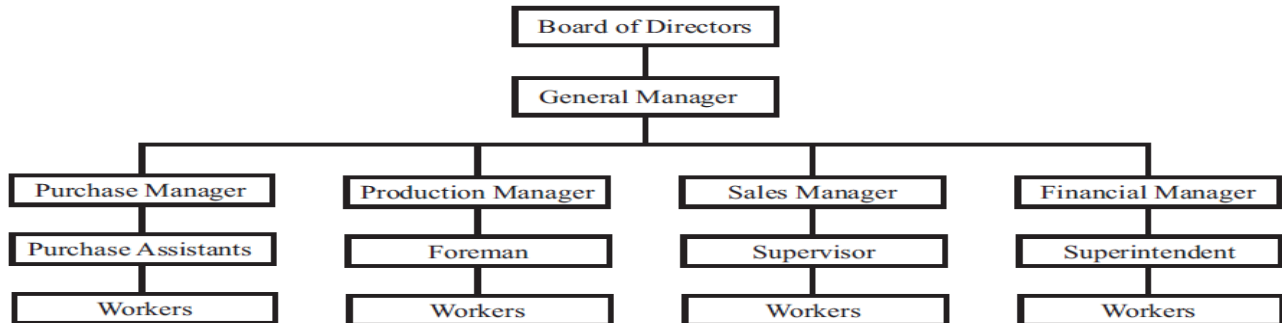 Board of Directors
General Manager
Purchase Manager
Production Manager
Sales Manager
Financial Manager
Purchase Assistants
Foreman
Supervisor
Superintendent
Workers
Workers
Workers
Workers